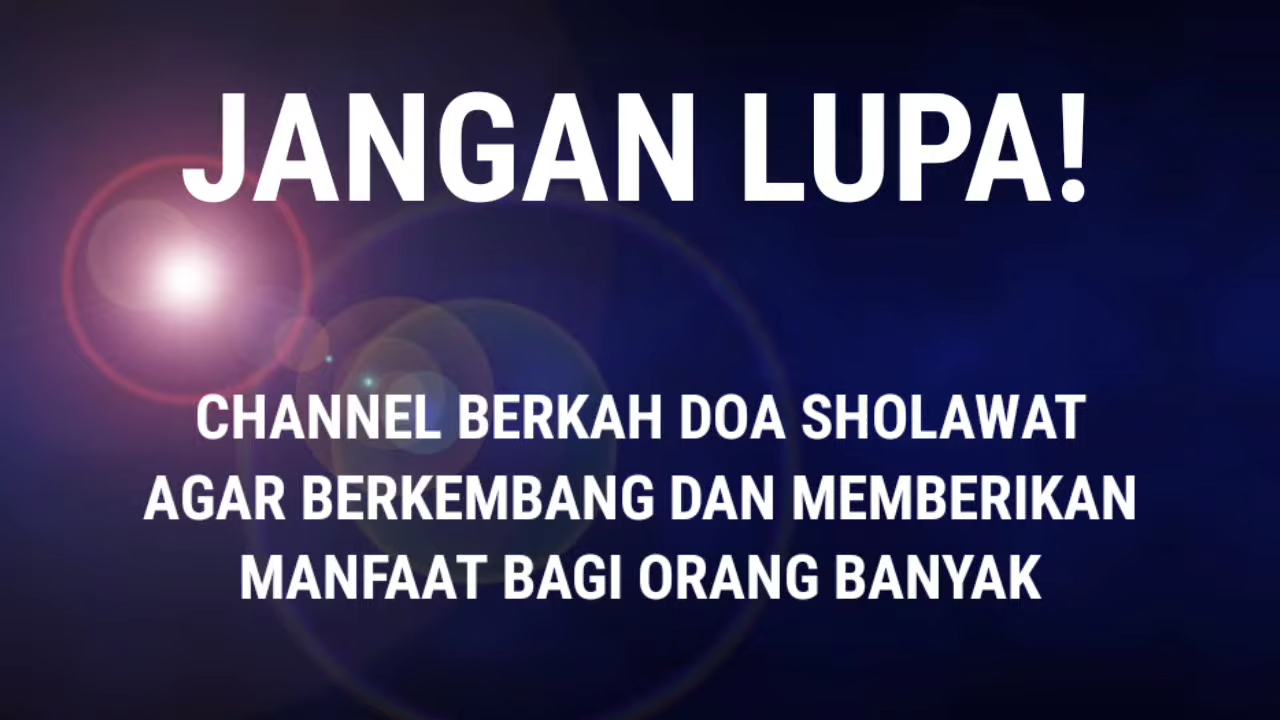 JANGAN LUPA!
CHANNEL BERKAH DOA SHOLAWAT
AGAR BERKEMBANG DAN MEMBERIKAN
MANFAAT BAGI ORANG BANYAK